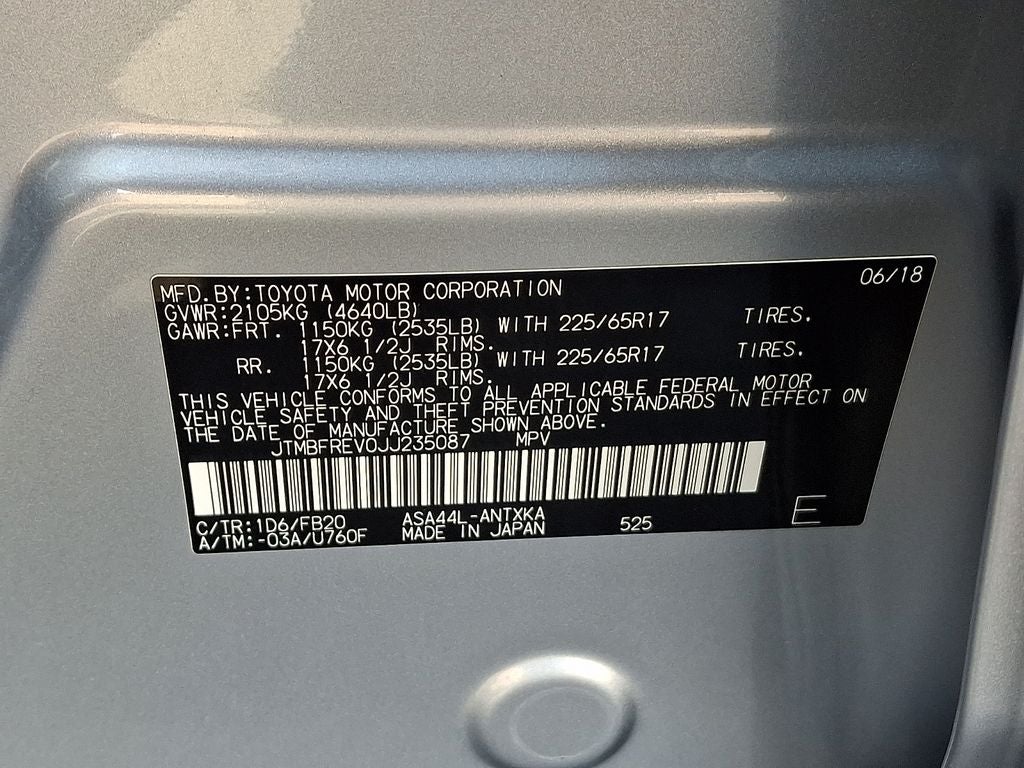 06/18
MFD.BY:TOYOTA MOTOR CORPORATION
GVWR:2105KG (4640LB)
GAWR:FRT. 1150KG (2535LB) WITH 225/65R17 TIRES.
17X6 1/2J RIMS.
RR. 1150KG (2535LB) WITH 225/65R17 TIRES.
17X6 1/2J RIMS.
THIS VEHICLE CONFORMS TO ALL APPLICABLE FEDERAL MOTOR
VEHICLE SAFETY AND THEFT PREVENTION STANDARDS IN EFFECT ON
THE DATE OF MANUFACTURE SHOWN ABOVE.
JTMBFREV0JJ235087 MPV
C/TR:1D6/FB20 ASA44L-ANTXKA 525 E
A/TM:-03A/U760F MADE IN JAPAN